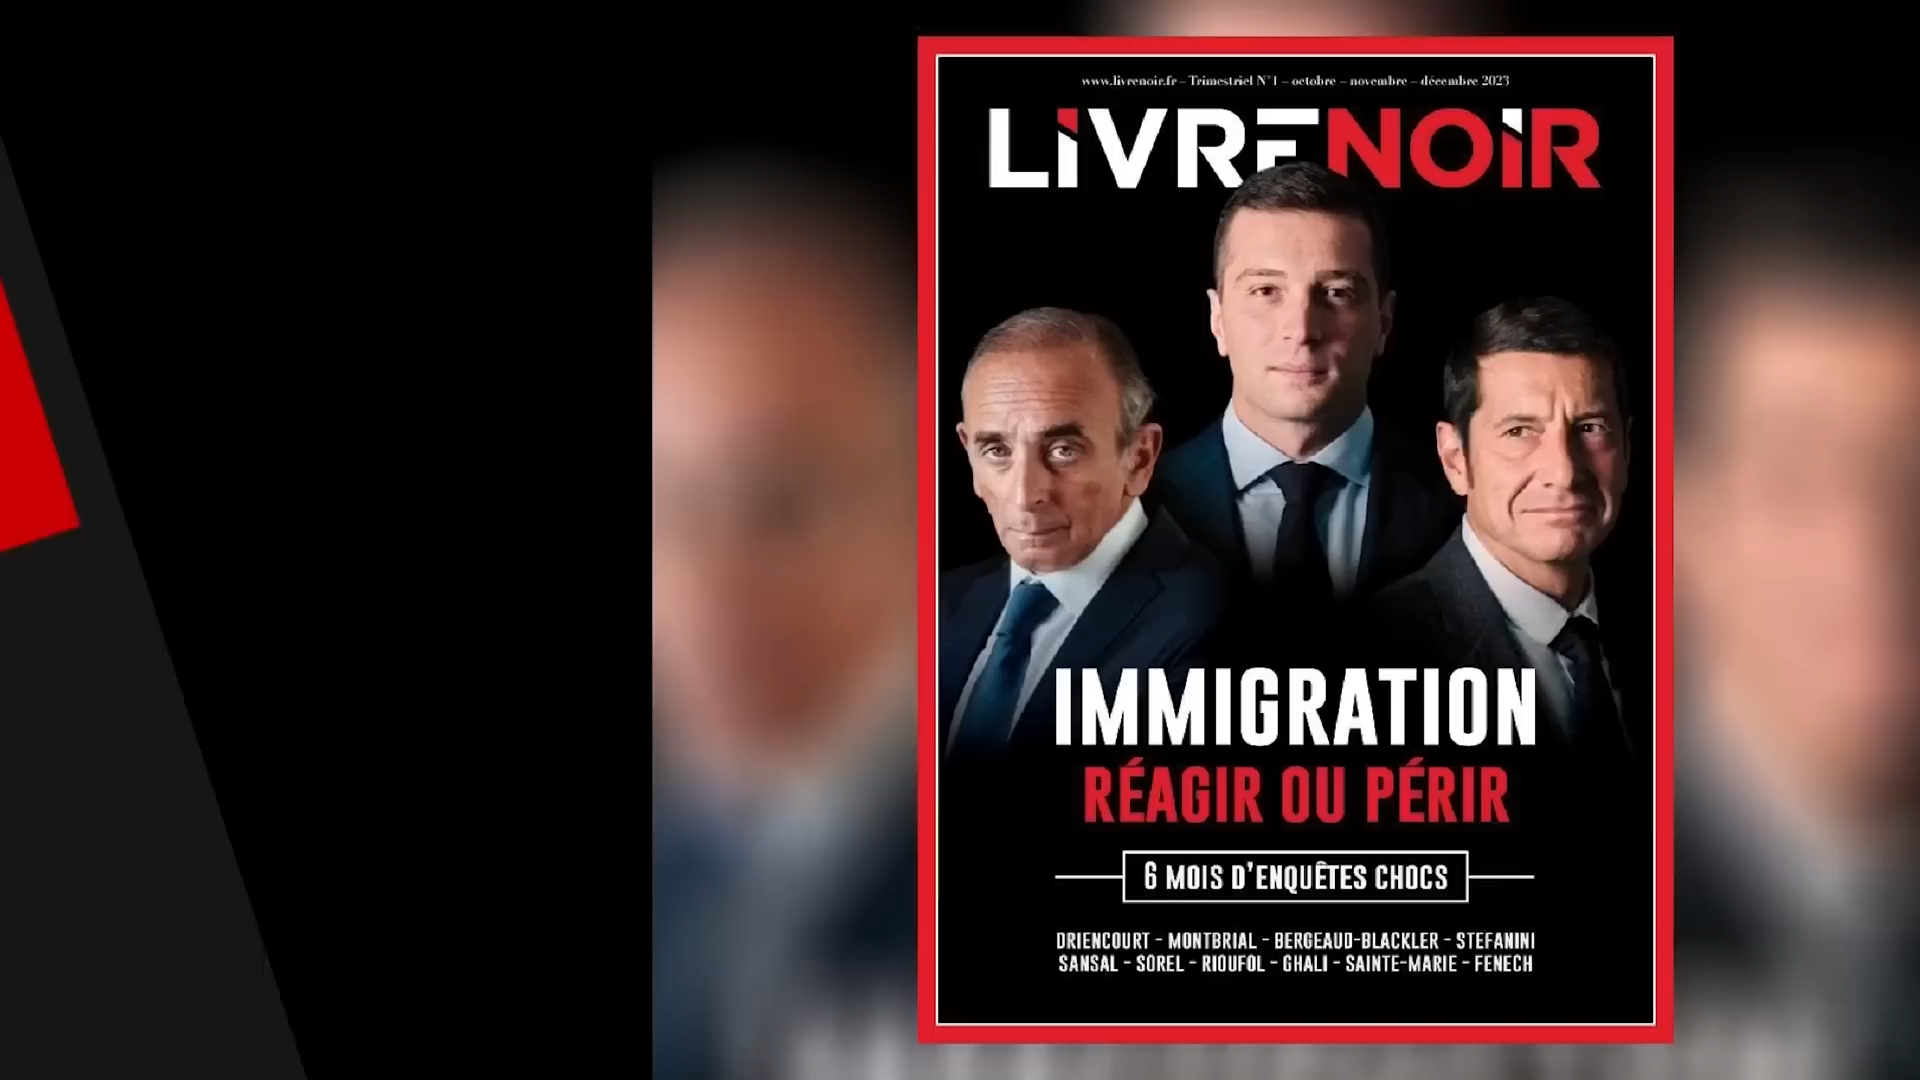 www.livrenoir.fr – Trimestriel N°1 – octobre – novembre – décembre 2023
LiVRENOiR
IMMIGRATION
RÉAGIR OU PÉRIR
6 MOIS D'ENQUÊTES CHOCS
DRIENCOURT - MONTBRIAL - BERGEAUD-BLACKLER - STEFANINI
SANSAL - SOREL - RIOUFOL - GHALI - SAINTE-MARIE - FENECH